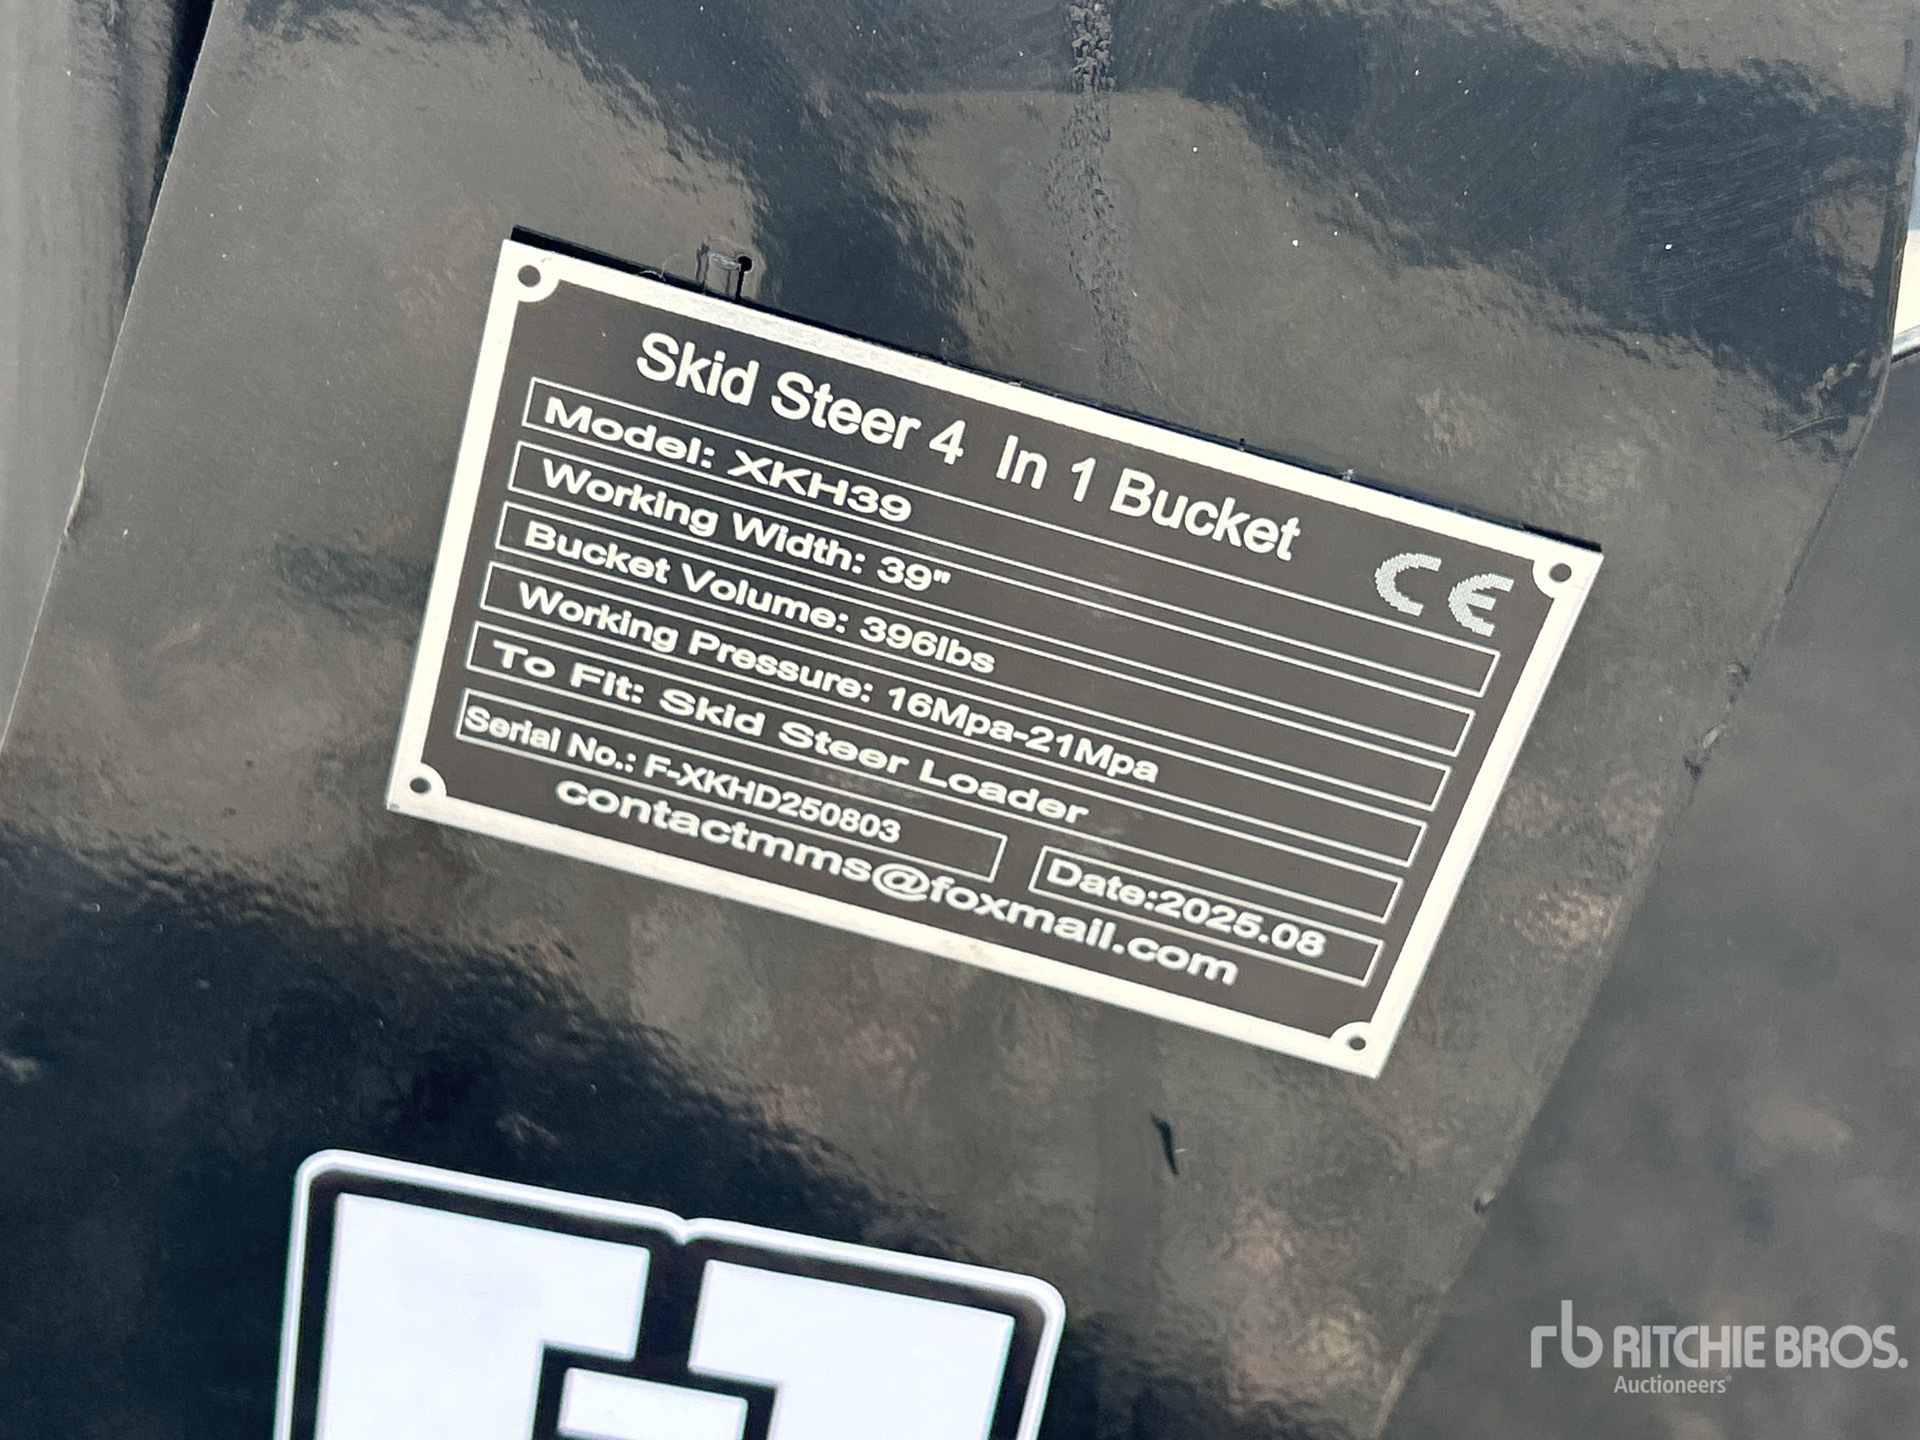 Skid Steer 4 In 1 Bucket
CE
Model: XKH39
Working Width: 39"
Bucket Volume: 396lbs
Working Pressure: 16Mpa-21Mpa
To Fit: Skid Steer Loader
Serial No.: F-XKHD250803
Date:2025.08
contactmms@foxmail.com
rb RITCHIE BROS.
Auctioneers